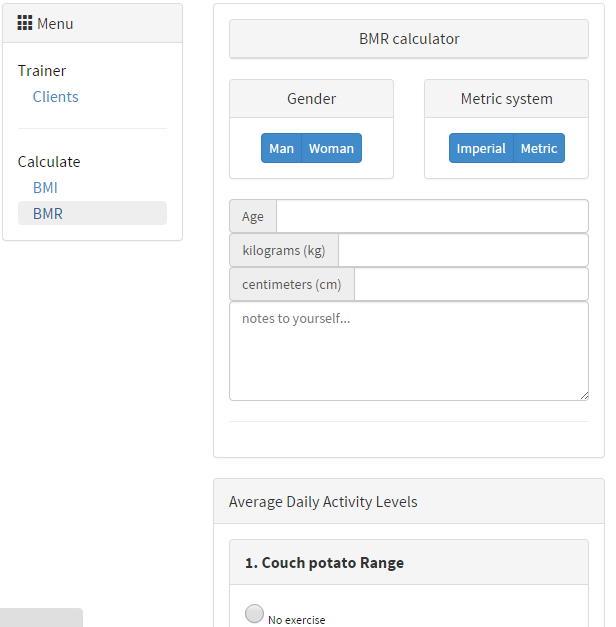 Menu
Trainer
Clients
Calculate
BMI
BMR
BMR calculator
Gender
Man Woman
Metric system
Imperial Metric
Age
kilograms (kg)
centimeters (cm)
notes to yourself...
Average Daily Activity Levels
1. Couch potato Range
No exercise